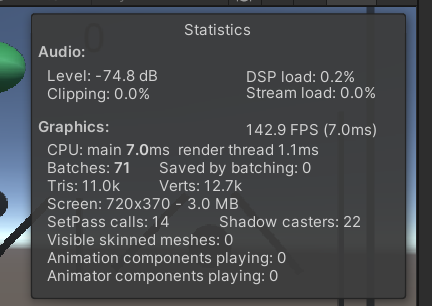 0
Statistics
Audio:
Level: -74.8 dB DSP load: 0.2%
Clipping: 0.0% Stream load: 0.0%
Graphics: 142.9 FPS (7.0ms)
CPU: main 7.0ms render thread 1.1ms
Batches: 71 Saved by batching: 0
Tris: 11.0k Verts: 12.7k
Screen: 720x370 - 3.0 MB
SetPass calls: 14 Shadow casters: 22
Visible skinned meshes: 0
Animation components playing: 0
Animator components playing: 0